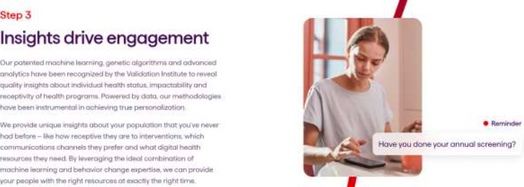 Step 3
Insights drive engagement
Our patented machine learning, genetic algorithms and advanced
analytics have been recognized by the Validation Institute to reveal
quality insights about individual health status, impactability and
receptivity of health programs. Powered by data, our methodologies
have been instrumental in achieving true personalization.
We provide unique insights about your population that you've never
had before – like how receptive they are to interventions, which
communications channels they prefer and what digital health
resources they need. By leveraging the ideal combination of
machine learning and behavior change expertise, we can provide
your people with the right resources at exactly the right time.
Reminder
Have you done your annual screening?